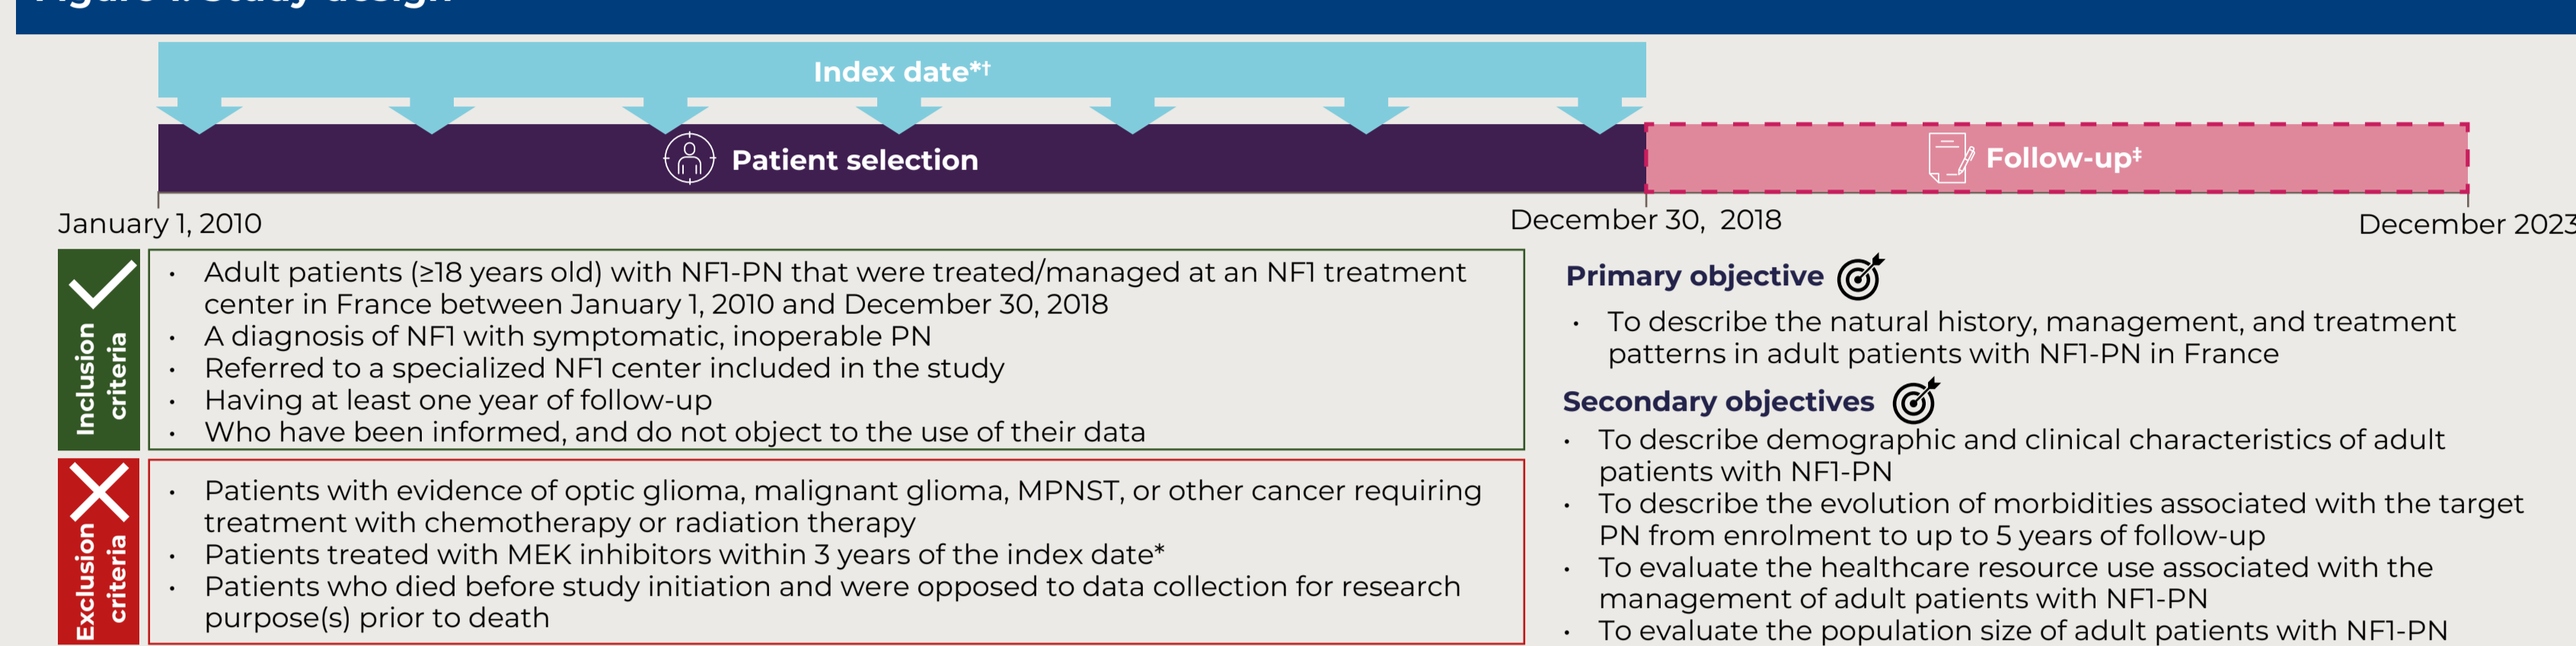 Figure 1. Study design
Index date*†
Patient selection
Follow-up‡
January 1, 2010
December 30, 2018
December 2023
Inclusion
criteria
• Adult patients (≥18 years old) with NF1-PN that were treated/managed at an NF1 treatment
center in France between January 1, 2010 and December 30, 2018
• A diagnosis of NF1 with symptomatic, inoperable PN
• Referred to a specialized NF1 center included in the study
• Having at least one year of follow-up
• Who have been informed, and do not object to the use of their data
Exclusion
criteria
• Patients with evidence of optic glioma, malignant glioma, MPNST, or other cancer requiring
treatment with chemotherapy or radiation therapy
• Patients treated with MEK inhibitors within 3 years of the index date*
• Patients who died before study initiation and were opposed to data collection for research
purpose(s) prior to death
Primary objective
• To describe the natural history, management, and treatment
patterns in adult patients with NF1-PN in France
Secondary objectives
• To describe demographic and clinical characteristics of adult
patients with NF1-PN
• To describe the evolution of morbidities associated with the target
PN from enrolment to up to 5 years of follow-up
• To evaluate the healthcare resource use associated with the
management of adult patients with NF1-PN
• To evaluate the population size of adult patients with NF1-PN